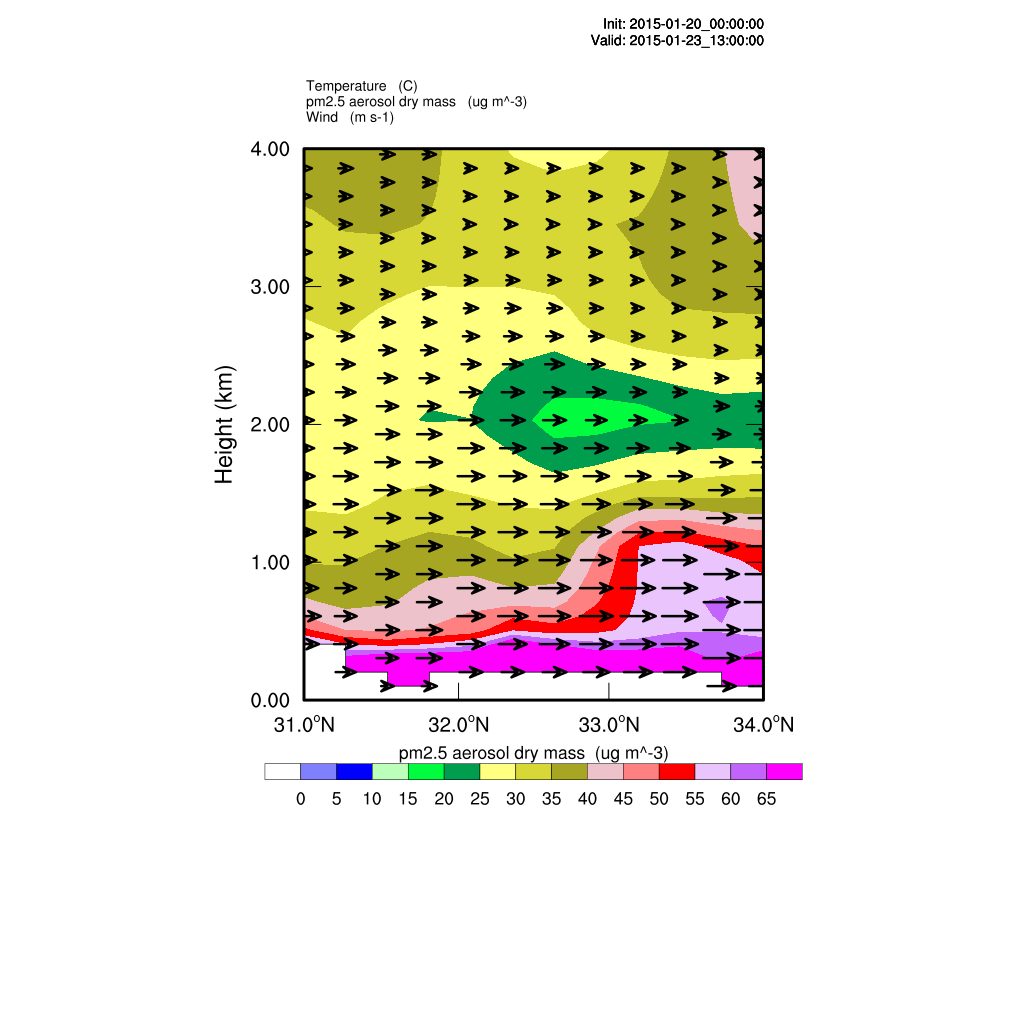 Init: 2015-01-20_00:00:00
Valid: 2015-01-23_13:00:00
Temperature (C)
pm2.5 aerosol dry mass (ug m^-3)
Wind (m s-1)
4.00
3.00
2.00
1.00
0.00
Height (km)
31.0°N 32.0°N 33.0°N 34.0°N
pm2.5 aerosol dry mass (ug m^-3)
0 5 10 15 20 25 30 35 40 45 50 55 60 65